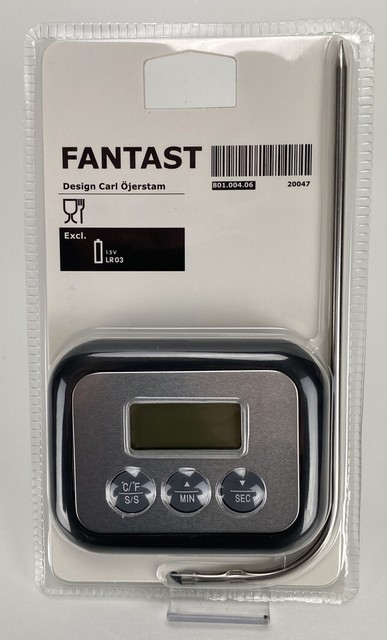 FANTAST
Design Carl Öjerstam
801.004.06 20047
Excl.
1.5V
LR03
°C/°F
S/S
▲
MIN
▼
SEC